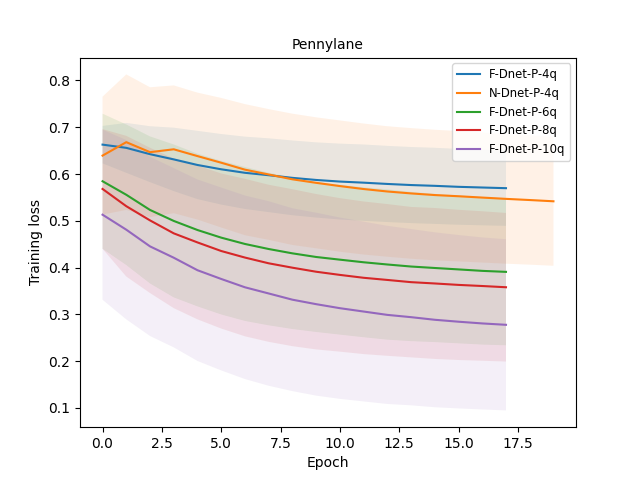 Pennylane
F-Dnet-P-4q
N-Dnet-P-4q
F-Dnet-P-6q
F-Dnet-P-8q
F-Dnet-P-10q
Training loss
0.8
0.7
0.6
0.5
0.4
0.3
0.2
0.1
0.0 2.5 5.0 7.5 10.0 12.5 15.0 17.5
Epoch